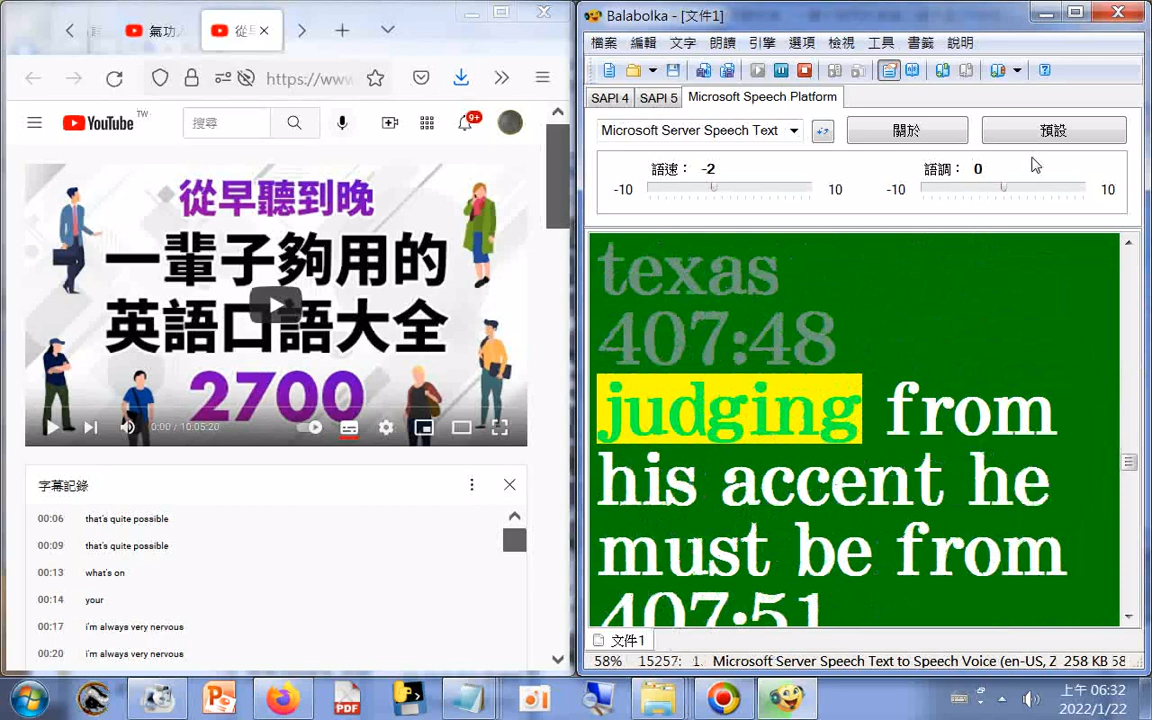 氣功
從
https://www
YouTube TW
搜尋
9+
從早聽到晚
一輩子夠用的
英語口語大全
2700
0:00 / 10:05:20
字幕記錄
00:06 that's quite possible
00:09 that's quite possible
00:13 what's on
00:14 your
00:17 i'm always very nervous
00:20 i'm always very nervous
Balabolka - [文件1]
檔案 編輯 文字 朗讀 引擎 選項 檢視 工具 書籤 說明
SAPI 4 SAPI 5 Microsoft Speech Platform
Microsoft Server Speech Text 關於 預設
語速： -2 語調： 0
-10 10 -10 10
texas
407:48
judging from
his accent he
must be from
407:51
文件1
58% 15257: 1. Microsoft Server Speech Text to Speech Voice (en-US, Z 258 KB 58
PDF
上午 06:32
2022/1/22